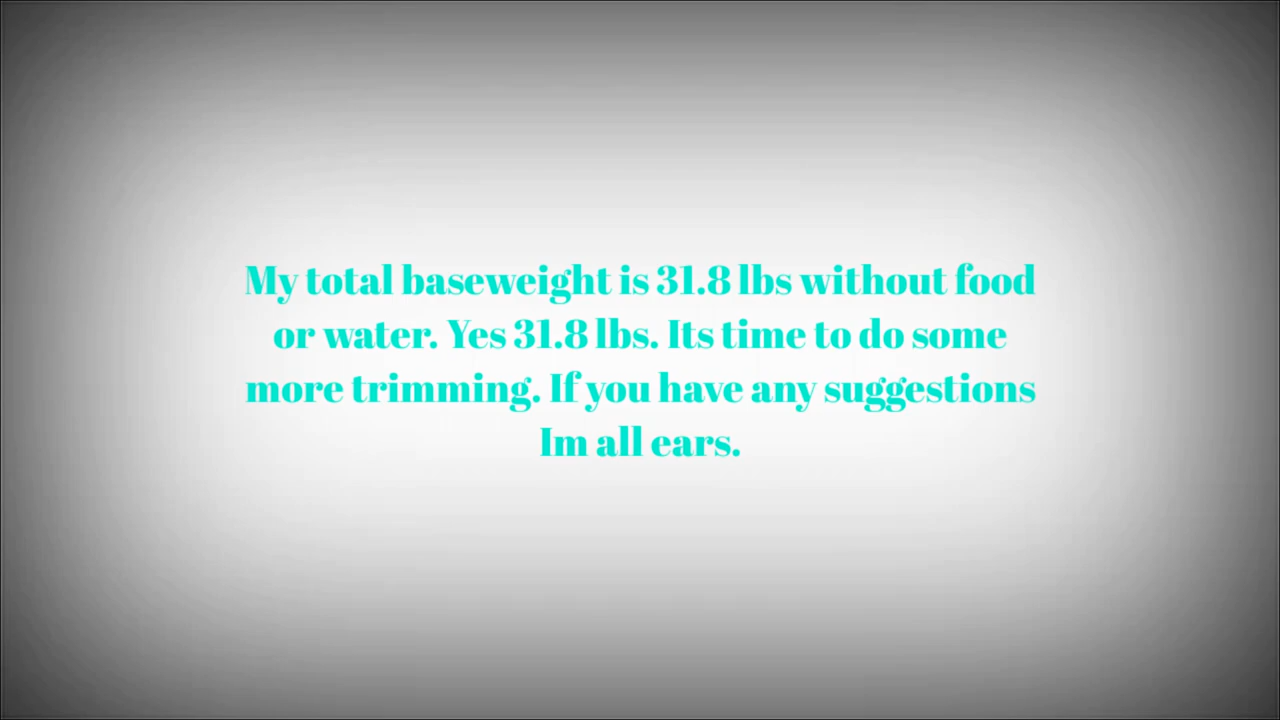 My total baseweight is 31.8 lbs without food
or water. Yes 31.8 lbs. Its time to do some
more trimming. If you have any suggestions
Im all ears.